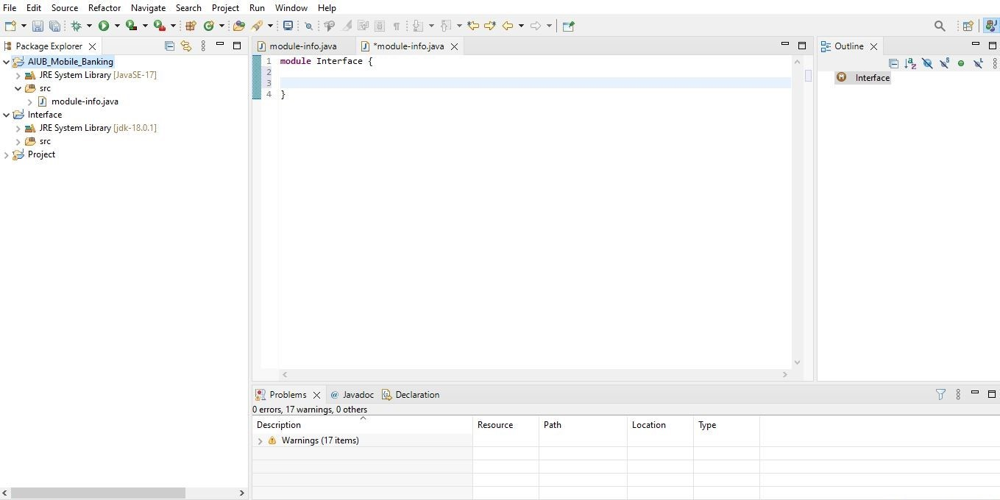 File Edit Source Refactor Navigate Search Project Run Window Help
Package Explorer
AIUB_Mobile_Banking
JRE System Library [JavaSE-17]
src
module-info.java
Interface
JRE System Library [jdk-18.0.1]
src
Project
module-info.java *module-info.java
1 module Interface {
2
3
4 }
Outline
Interface
Problems @ Javadoc Declaration
0 errors, 17 warnings, 0 others
Description Resource Path Location Type
Warnings (17 items)